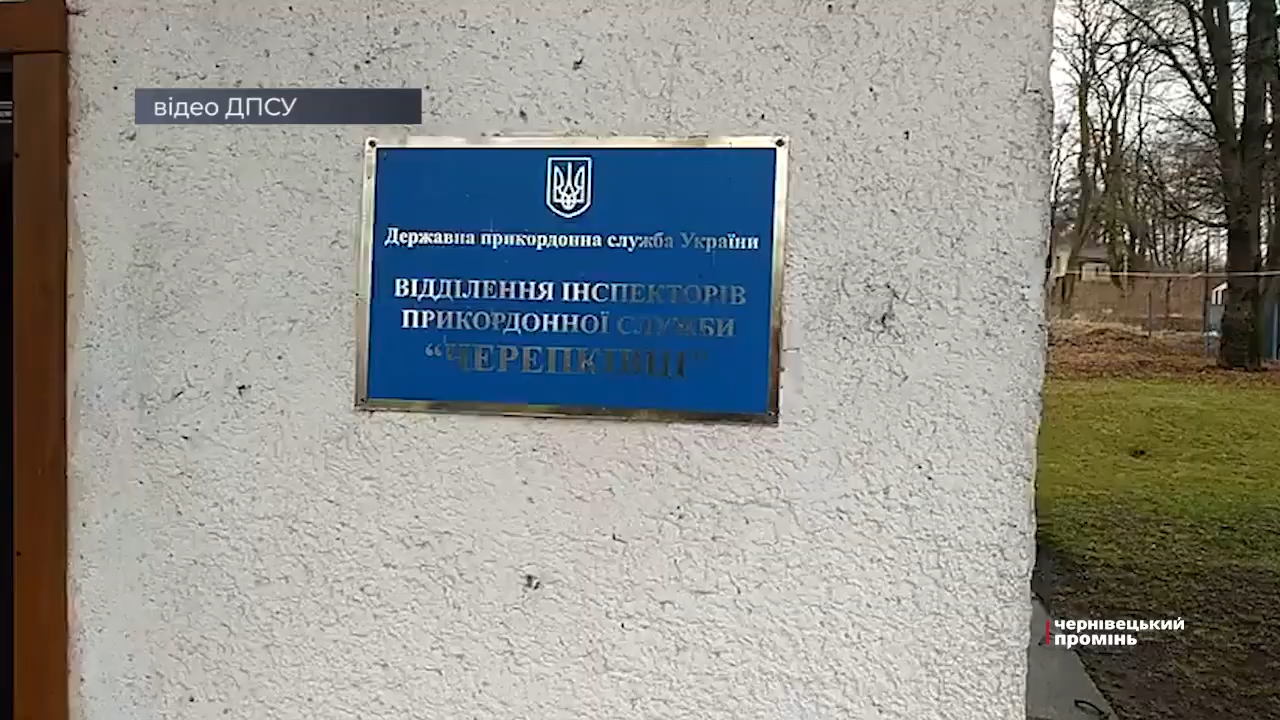 відео ДПСУ
Державна прикордонна служба України
ВІДДІЛЕННЯ ІНСПЕКТОРІВ
ПРИКОРДОННОЇ СЛУЖБИ
“ЧЕРЕПКІВЦІ”
чернівецький
промінь